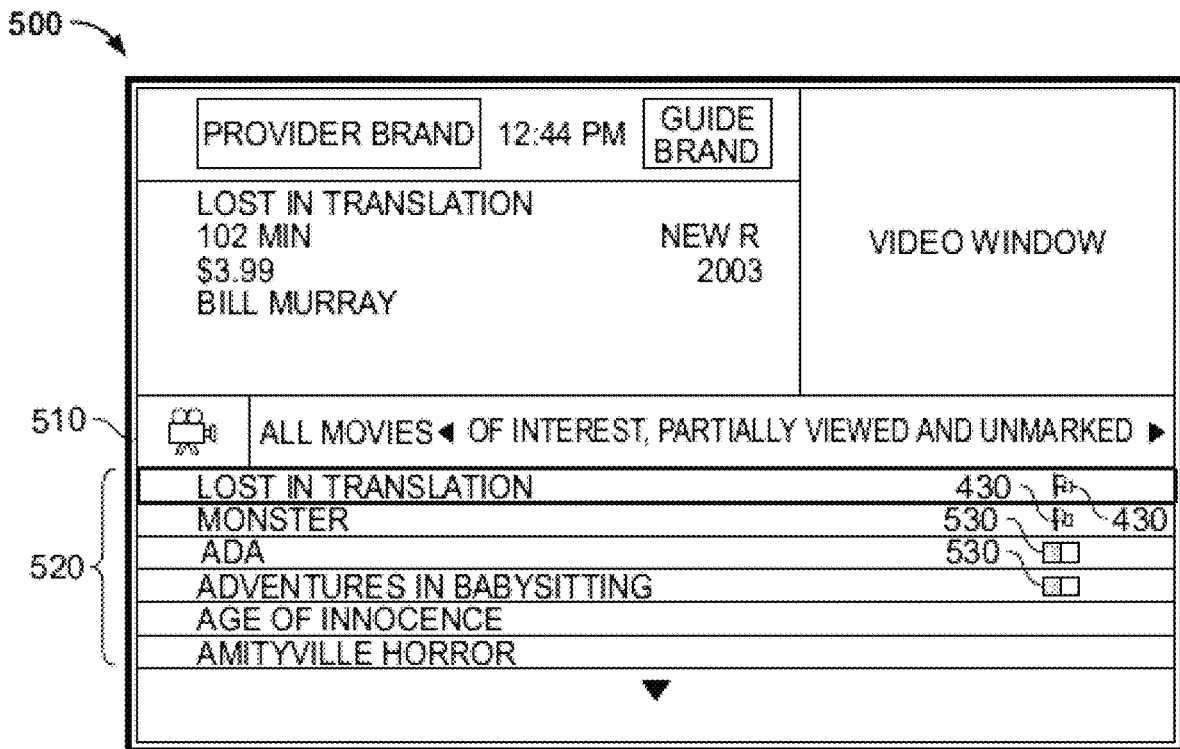 500
PROVIDER BRAND 12:44 PM GUIDE BRAND
LOST IN TRANSLATION
102 MIN NEW R
$3.99 2003
BILL MURRAY
VIDEO WINDOW
510
ALL MOVIES ◀ OF INTEREST, PARTIALLY VIEWED AND UNMARKED ▶
520
LOST IN TRANSLATION 430
MONSTER 530 430
ADA 530
ADVENTURES IN BABYSITTING
AGE OF INNOCENCE
AMITYVILLE HORROR